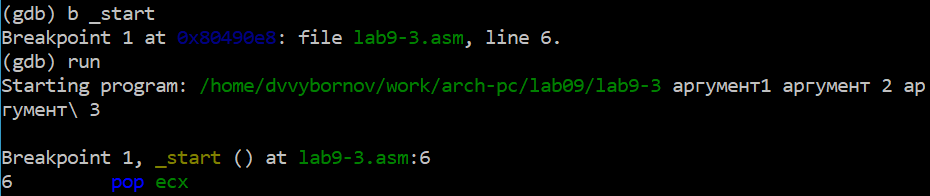 (gdb) b _start
Breakpoint 1 at 0x80490e8: file lab9-3.asm, line 6.
(gdb) run
Starting program: /home/dvvybornov/work/arch-pc/lab09/lab9-3 аргумент1 аргумент 2 ар
гумент\ 3
Breakpoint 1, _start () at lab9-3.asm:6
6 pop ecx